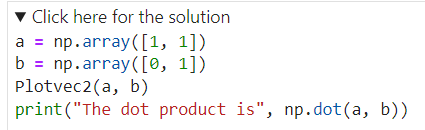 ▼ Click here for the solution
a = np.array([1, 1])
b = np.array([0, 1])
Plotvec2(a, b)
print("The dot product is", np.dot(a, b))